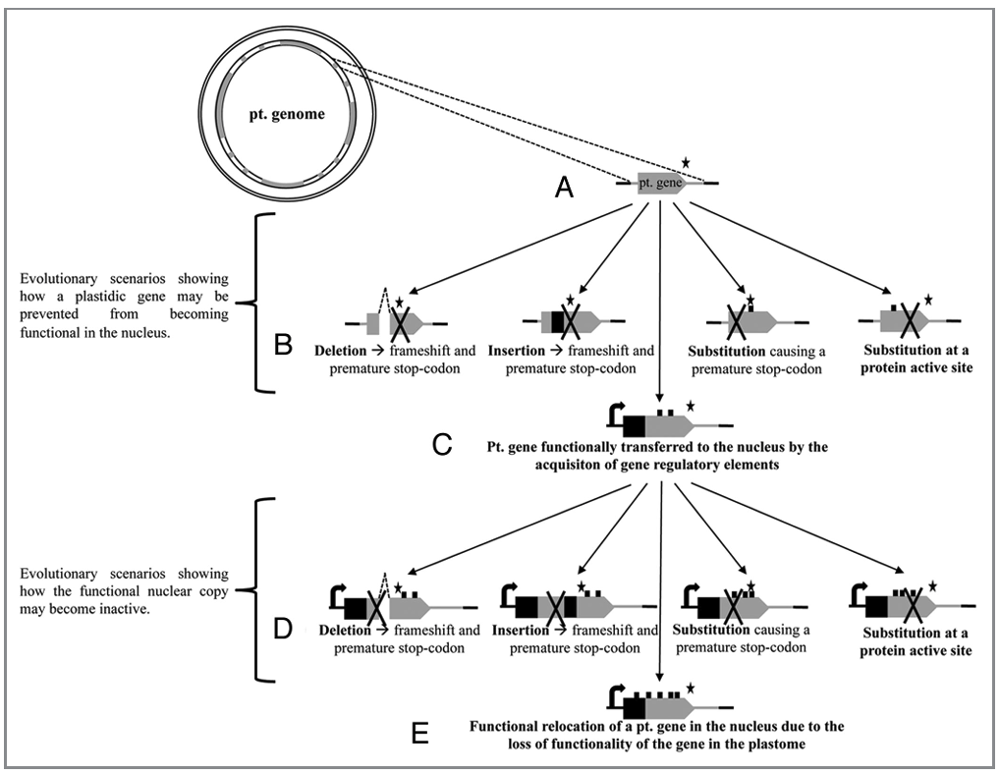 pt. genome
A
pt. gene
Evolutionary scenarios showing
how a plastidic gene may be
prevented from becoming
functional in the nucleus.
B
Deletion → frameshift and
premature stop-codon
Insertion → frameshift and
premature stop-codon
Substitution causing a
premature stop-codon
Substitution at a
protein active site
C
Pt. gene functionally transferred to the nucleus by the
acquisiton of gene regulatory elements
Evolutionary scenarios showing
how the functional nuclear copy
may become inactive.
D
Deletion → frameshift and
premature stop-codon
Insertion → frameshift and
premature stop-codon
Substitution causing a
premature stop-codon
Substitution at a
protein active site
E
Functional relocation of a pt. gene in the nucleus due to the
loss of functionality of the gene in the plastome